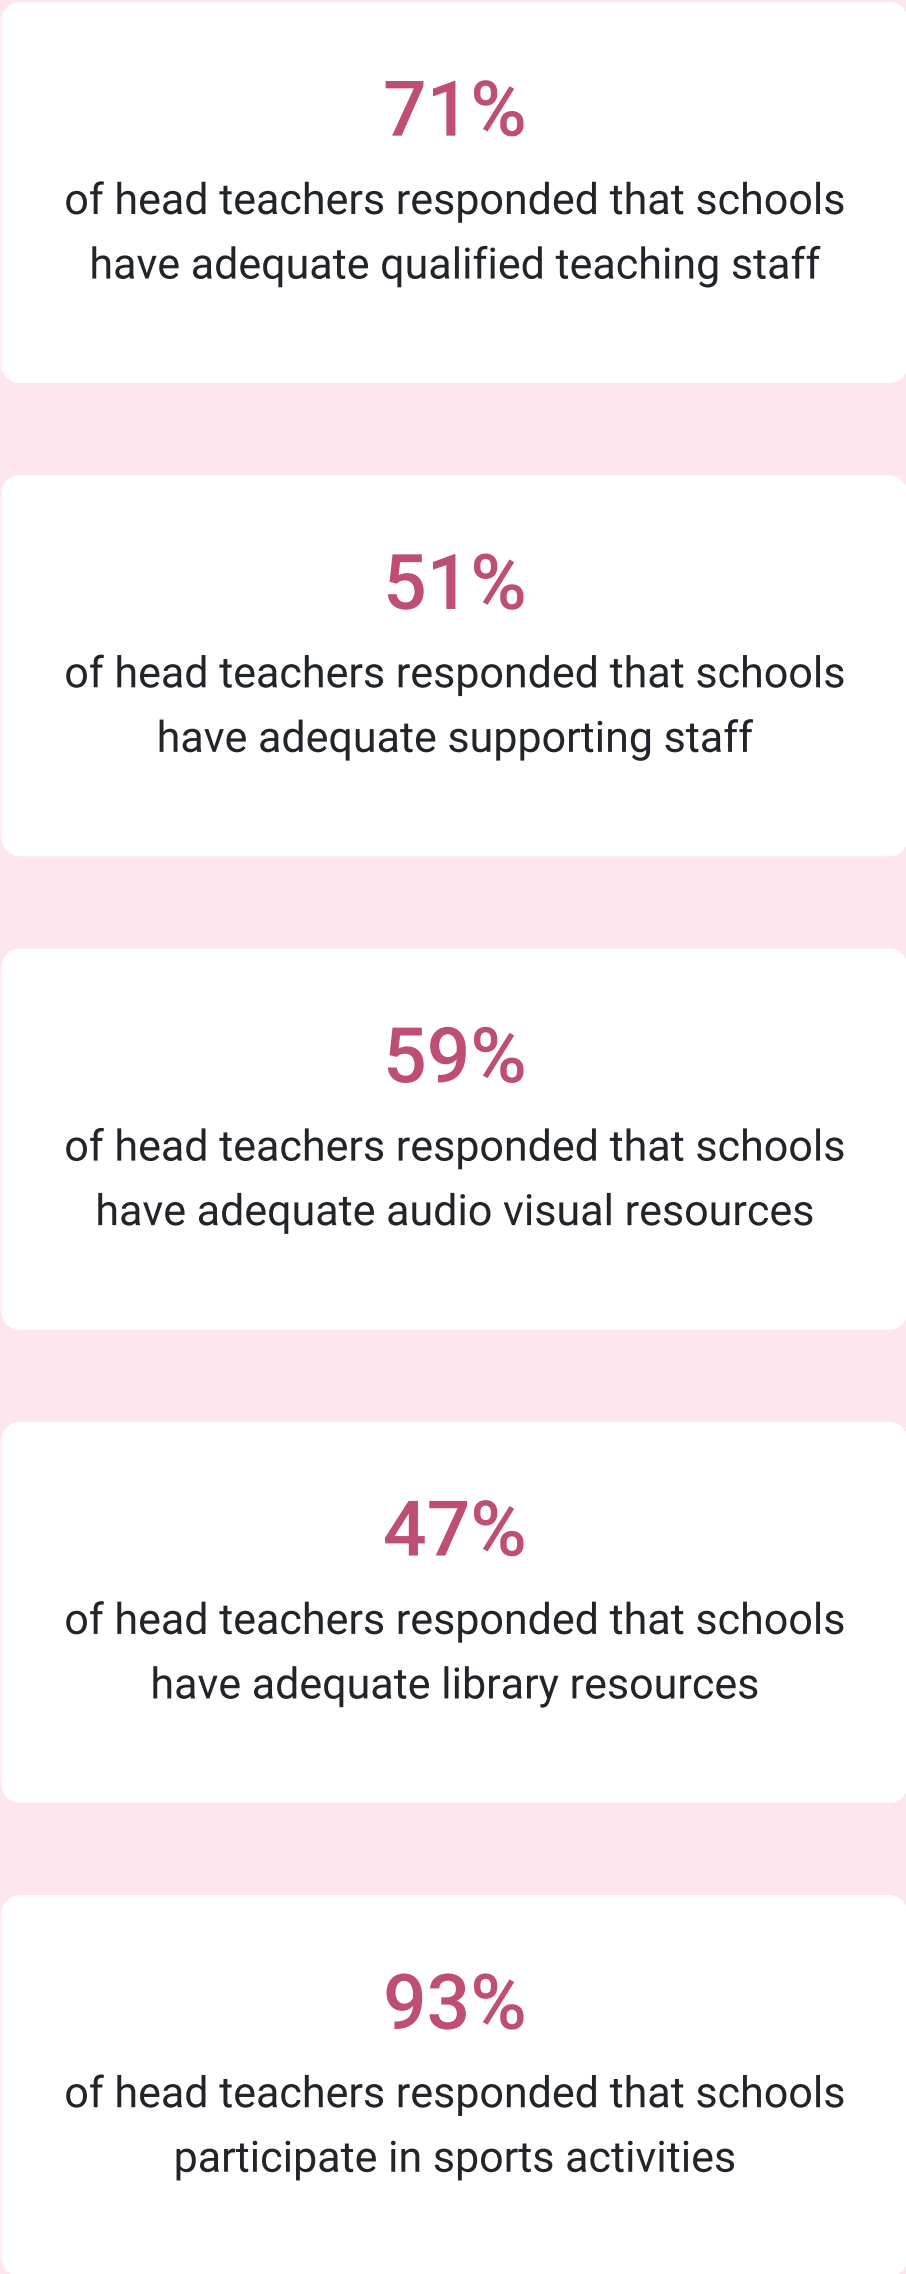 71%
of head teachers responded that schools
have adequate qualified teaching staff
51%
of head teachers responded that schools
have adequate supporting staff
59%
of head teachers responded that schools
have adequate audio visual resources
47%
of head teachers responded that schools
have adequate library resources
93%
of head teachers responded that schools
participate in sports activities